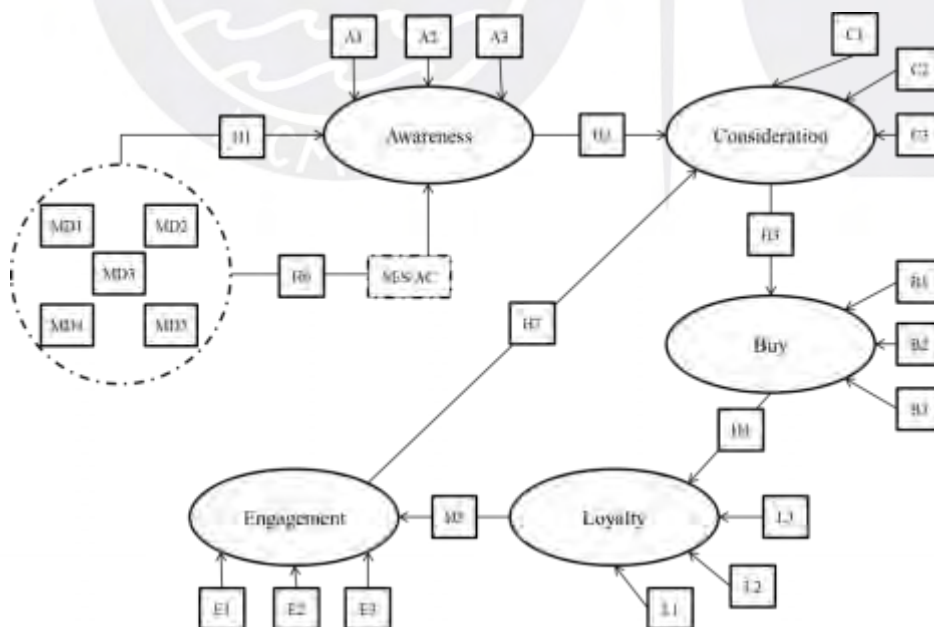 A1
A2
A3
C1
C2
C3
H1
Awareness
Consideration
MD1
MD2
MD3
MD4
MD5
H6
H3
H7
B1
B2
B3
Buy
H4
Engagement
H5
Loyalty
L3
L2
L1
E1
E2
E3